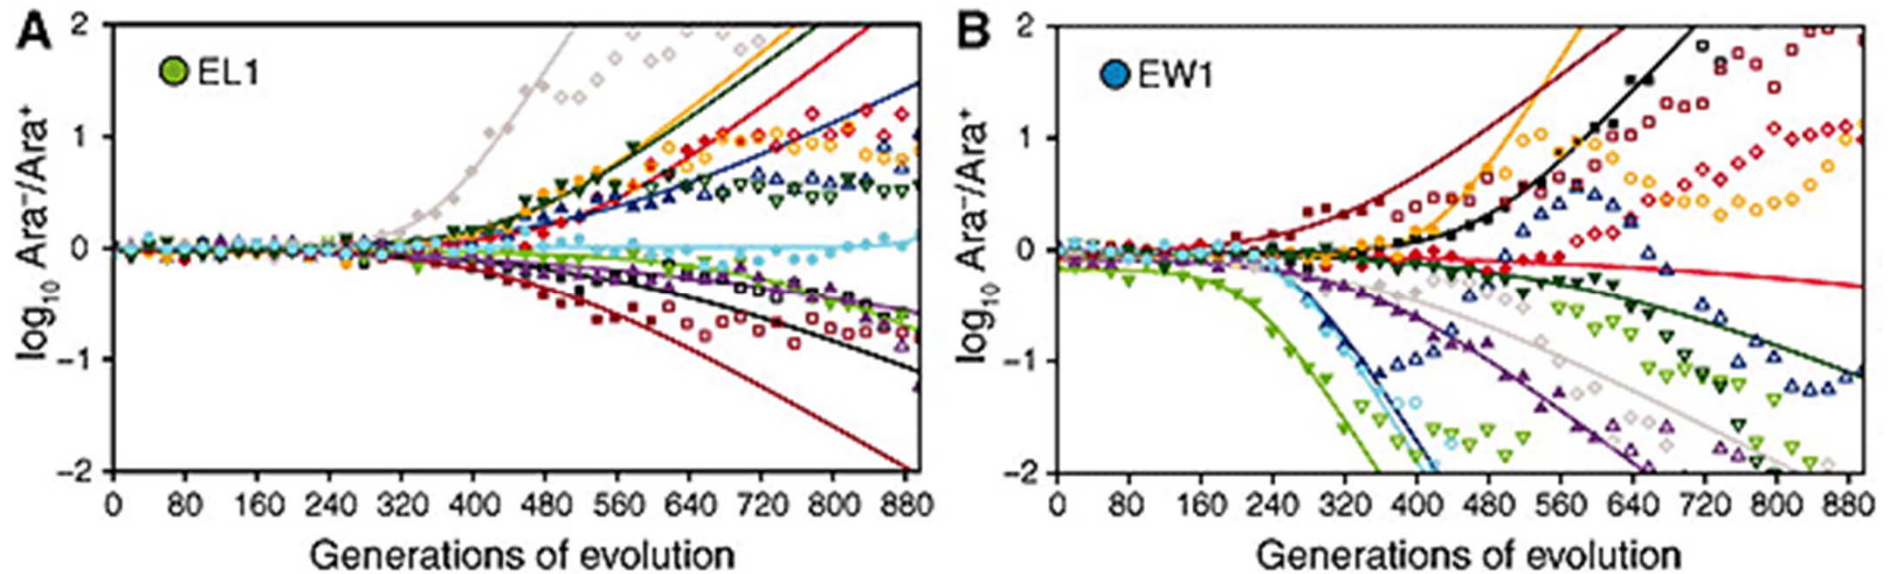 A
EL1
log10 Ara⁻/Ara⁺
2
1
0
−1
−2
0 80 160 240 320 400 480 560 640 720 800 880
Generations of evolution
B
EW1
log10 Ara⁻/Ara⁺
2
1
0
−1
−2
0 80 160 240 320 400 480 560 640 720 800 880
Generations of evolution